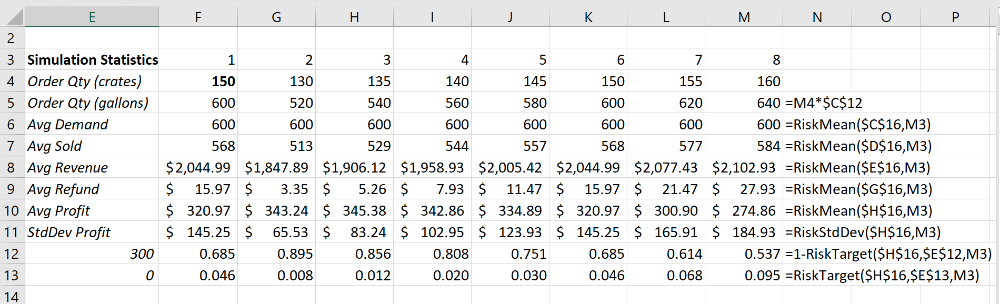 E F G H I J K L M N O P
2
3 Simulation Statistics 1 2 3 4 5 6 7 8
4 Order Qty (crates) 150 130 135 140 145 150 155 160
5 Order Qty (gallons) 600 520 540 560 580 600 620 640 =M4*$C$12
6 Avg Demand 600 600 600 600 600 600 600 600 =RiskMean($C$16,M3)
7 Avg Sold 568 513 529 544 557 568 577 584 =RiskMean($D$16,M3)
8 Avg Revenue $2,044.99 $1,847.89 $1,906.12 $1,958.93 $2,005.42 $2,044.99 $2,077.43 $2,102.93 =RiskMean($E$16,M3)
9 Avg Refund $ 15.97 $ 3.35 $ 5.26 $ 7.93 $ 11.47 $ 15.97 $ 21.47 $ 27.93 =RiskMean($G$16,M3)
10 Avg Profit $ 320.97 $ 343.24 $ 345.38 $ 342.86 $ 334.89 $ 320.97 $ 300.90 $ 274.86 =RiskMean($H$16,M3)
11 StdDev Profit $ 145.25 $ 65.53 $ 83.24 $ 102.95 $ 123.93 $ 145.25 $ 165.91 $ 184.93 =RiskStdDev($H$16,M3)
12 300 0.685 0.895 0.856 0.808 0.751 0.685 0.614 0.537 =1-RiskTarget($H$16,$E$12,M3)
13 0 0.046 0.008 0.012 0.020 0.030 0.046 0.068 0.095 =RiskTarget($H$16,$E$13,M3)
14